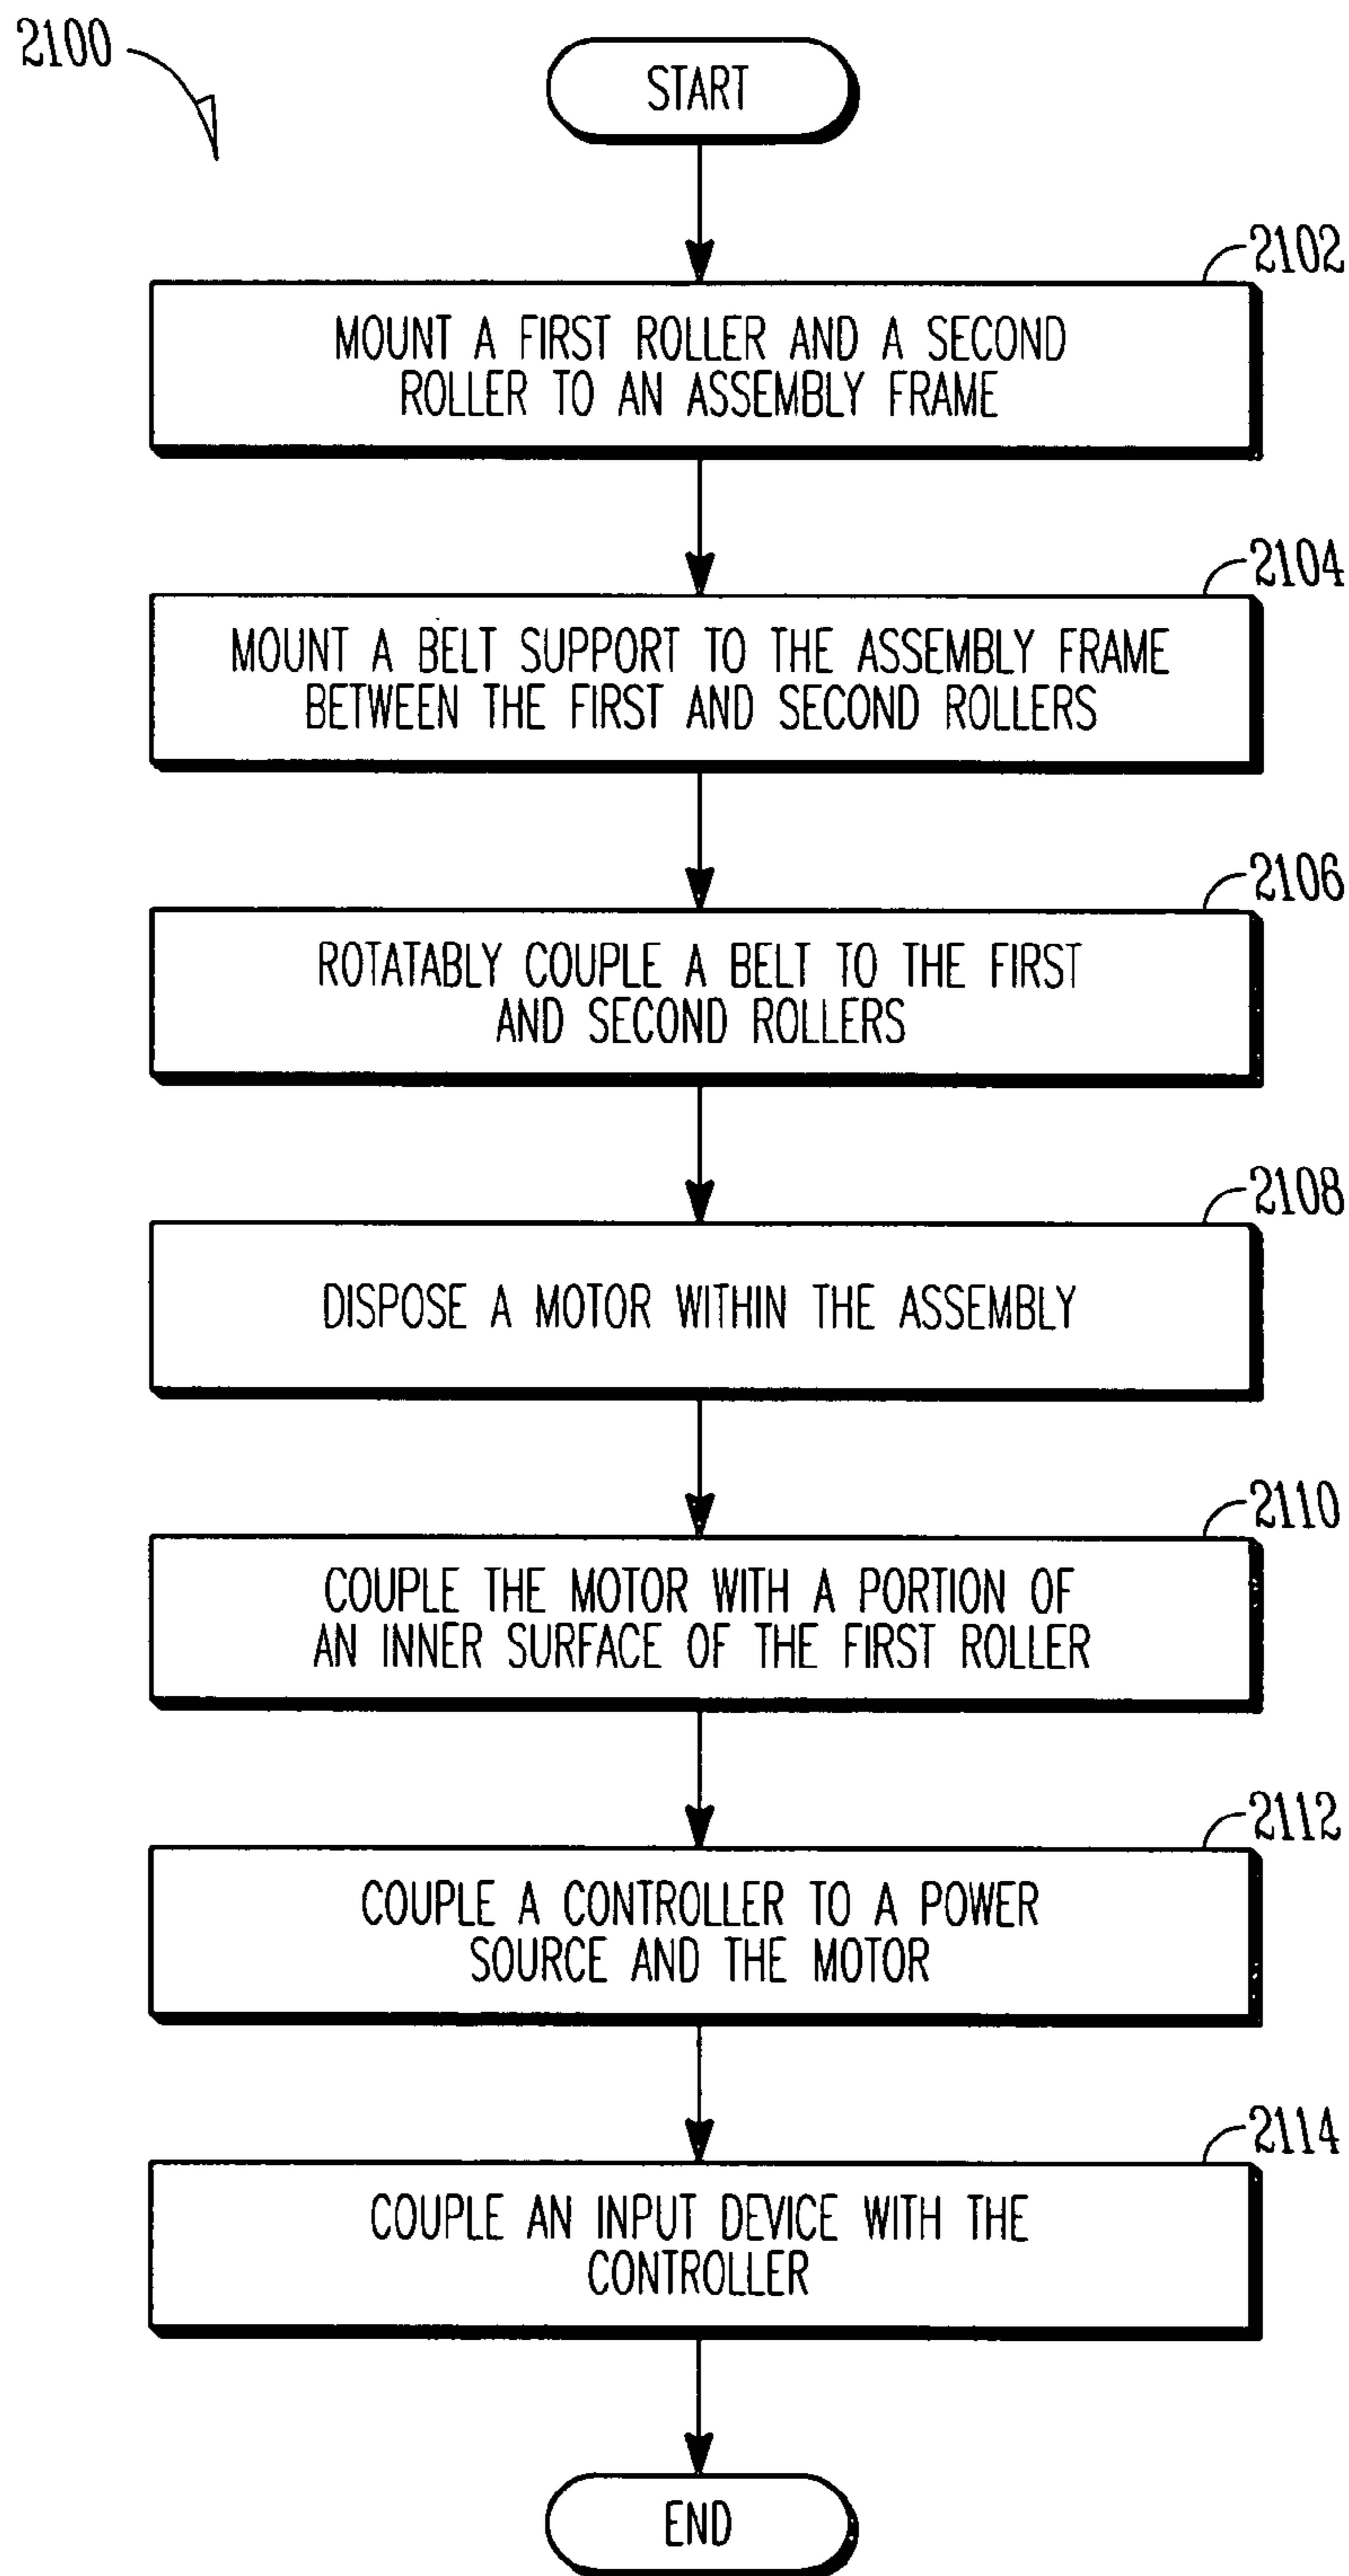 2100
START
2102
MOUNT A FIRST ROLLER AND A SECOND
ROLLER TO AN ASSEMBLY FRAME
2104
MOUNT A BELT SUPPORT TO THE ASSEMBLY FRAME
BETWEEN THE FIRST AND SECOND ROLLERS
2106
ROTATABLY COUPLE A BELT TO THE FIRST
AND SECOND ROLLERS
2108
DISPOSE A MOTOR WITHIN THE ASSEMBLY
2110
COUPLE THE MOTOR WITH A PORTION OF
AN INNER SURFACE OF THE FIRST ROLLER
2112
COUPLE A CONTROLLER TO A POWER
SOURCE AND THE MOTOR
2114
COUPLE AN INPUT DEVICE WITH THE
CONTROLLER
END